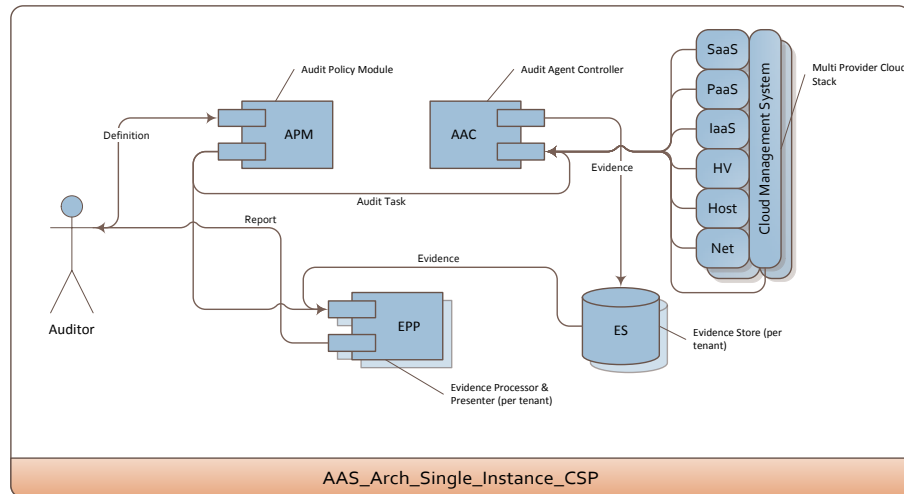 Audit Policy Module
Audit Agent Controller
Multi Provider Cloud
Stack
SaaS
PaaS
IaaS
HV
Host
Net
Cloud Management System
APM
AAC
Definition
Evidence
Audit Task
Report
Evidence
Auditor
EPP
ES
Evidence Store (per
tenant)
Evidence Processor &
Presenter (per tenant)
AAS_Arch_Single_Instance_CSP